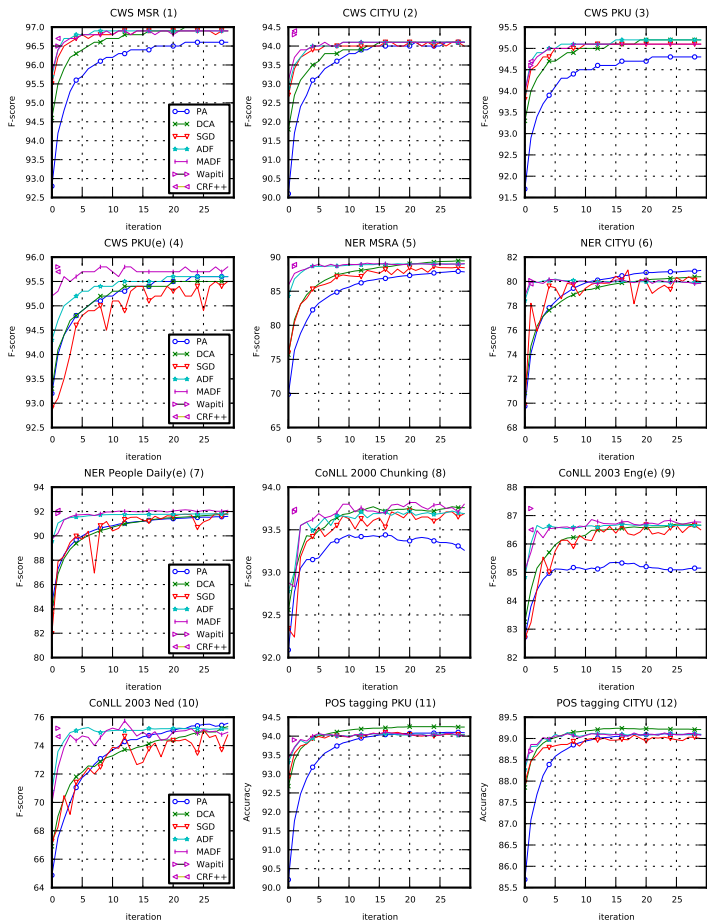 CWS MSR (1)
97.0
96.5
96.0
95.5
95.0
94.5
94.0
93.5
93.0
92.5
0 5 10 15 20 25
F-score
iteration
PA
DCA
SGD
ADF
MADF
Wapiti
CRF++
CWS CITYU (2)
94.5
94.0
93.5
93.0
92.5
92.0
91.5
91.0
90.5
90.0
0 5 10 15 20 25
F-score
iteration
CWS PKU (3)
95.5
95.0
94.5
94.0
93.5
93.0
92.5
92.0
91.5
0 5 10 15 20 25
F-score
iteration
CWS PKU(e) (4)
96.0
95.5
95.0
94.5
94.0
93.5
93.0
92.5
0 5 10 15 20 25
F-score
iteration
PA
DCA
SGD
ADF
MADF
Wapiti
CRF++
NER MSRA (5)
90
85
80
75
70
65
0 5 10 15 20 25
F-score
iteration
NER CITYU (6)
82
80
78
76
74
72
70
68
0 5 10 15 20 25
F-score
iteration
NER People Daily(e) (7)
94
92
90
88
86
84
82
80
0 5 10 15 20 25
F-score
iteration
PA
DCA
SGD
ADF
MADF
Wapiti
CRF++
CoNLL 2000 Chunking (8)
94.0
93.5
93.0
92.5
92.0
0 5 10 15 20 25
F-score
iteration
CoNLL 2003 Eng(e) (9)
88
87
86
85
84
83
82
0 5 10 15 20 25
F-score
iteration
CoNLL 2003 Ned (10)
76
74
72
70
68
66
64
0 5 10 15 20 25
F-score
iteration
PA
DCA
SGD
ADF
MADF
Wapiti
CRF++
POS tagging PKU (11)
94.5
94.0
93.5
93.0
92.5
92.0
91.5
91.0
90.5
90.0
0 5 10 15 20 25
Accuracy
iteration
POS tagging CITYU (12)
89.5
89.0
88.5
88.0
87.5
87.0
86.5
86.0
85.5
0 5 10 15 20 25
Accuracy
iteration